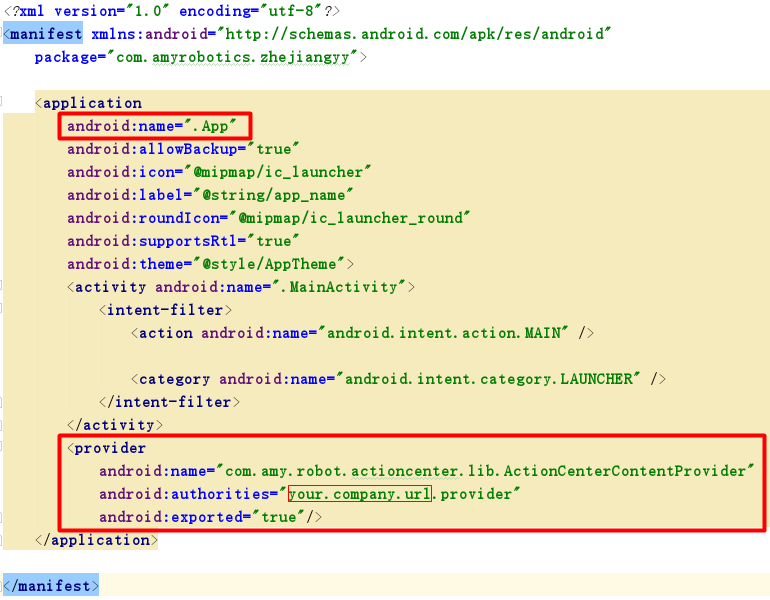 <?xml version="1.0" encoding="utf-8"?>
<manifest xmlns:android="http://schemas.android.com/apk/res/android"
package="com.amyrobotics.zhejiangyy">
<application
android:name=".App"
android:allowBackup="true"
android:icon="@mipmap/ic_launcher"
android:label="@string/app_name"
android:roundIcon="@mipmap/ic_launcher_round"
android:supportsRtl="true"
android:theme="@style/AppTheme">
<activity android:name=".MainActivity">
<intent-filter>
<action android:name="android.intent.action.MAIN" />
<category android:name="android.intent.category.LAUNCHER" />
</intent-filter>
</activity>
<provider
android:name="com.amy.robot.actioncenter.lib.ActionCenterContentProvider"
android:authorities="your.company.url.provider"
android:exported="true"/>
</application>
</manifest>